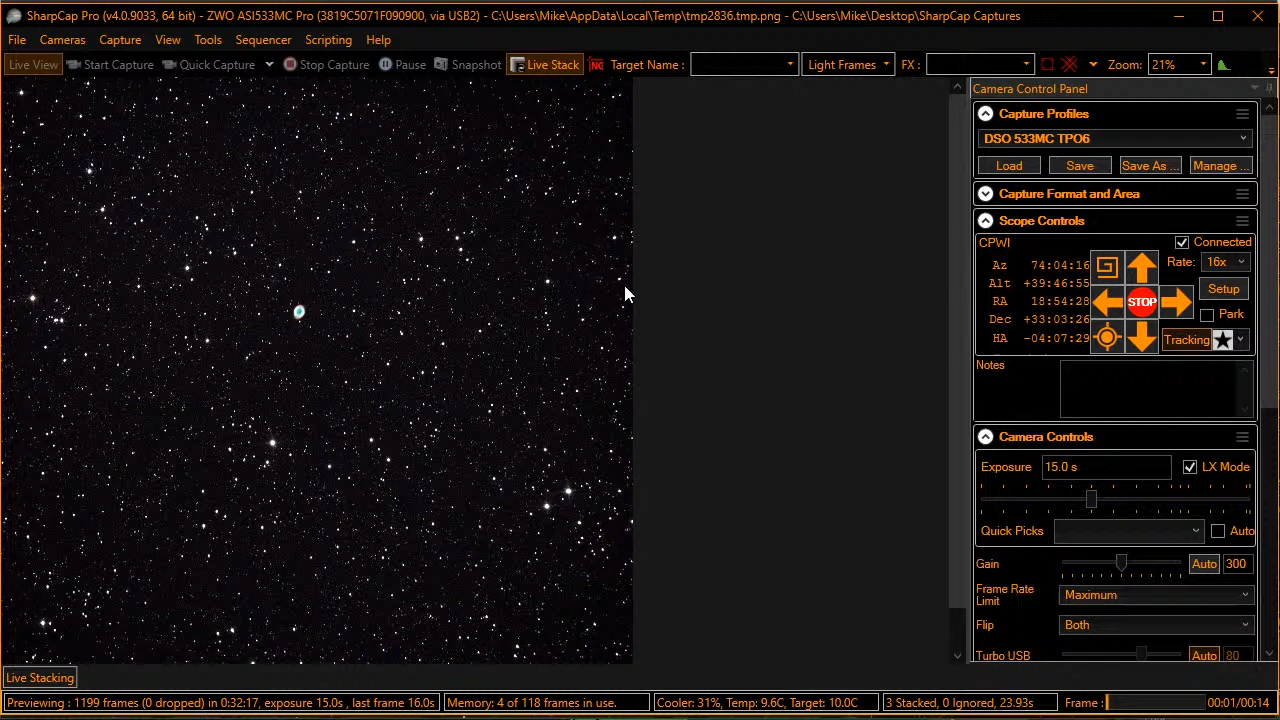 SharpCap Pro (v4.0.9033, 64 bit) - ZWO ASI533MC Pro (3819C5071F090900, via USB2) - C:\Users\Mike\AppData\Local\Temp\tmp2836.tmp.png - C:\Users\Mike\Desktop\SharpCap Captures
File Cameras Capture View Tools Sequencer Scripting Help
Live View Start Capture Quick Capture Stop Capture Pause Snapshot Live Stack NC Target Name : Light Frames FX : Zoom: 21%
Camera Control Panel
Capture Profiles
DSO 533MC TPO6
Load Save Save As ... Manage ...
Capture Format and Area
Scope Controls
CPWI Connected
Az 74:04:16 Rate: 16x
Alt +39:46:55
RA 18:54:28 STOP Setup
Dec +33:03:26 Park
HA -04:07:29 Tracking
Notes
Camera Controls
Exposure 15.0 s LX Mode
Quick Picks Auto
Gain Auto 300
Frame Rate
Limit Maximum
Flip Both
Turbo USB Auto 80
Live Stacking
Previewing : 1199 frames (0 dropped) in 0:32:17, exposure 15.0s , last frame 16.0s Memory: 4 of 118 frames in use. Cooler: 31%, Temp: 9.6C, Target: 10.0C 3 Stacked, 0 Ignored, 23.93s Frame : 00:01/00:14